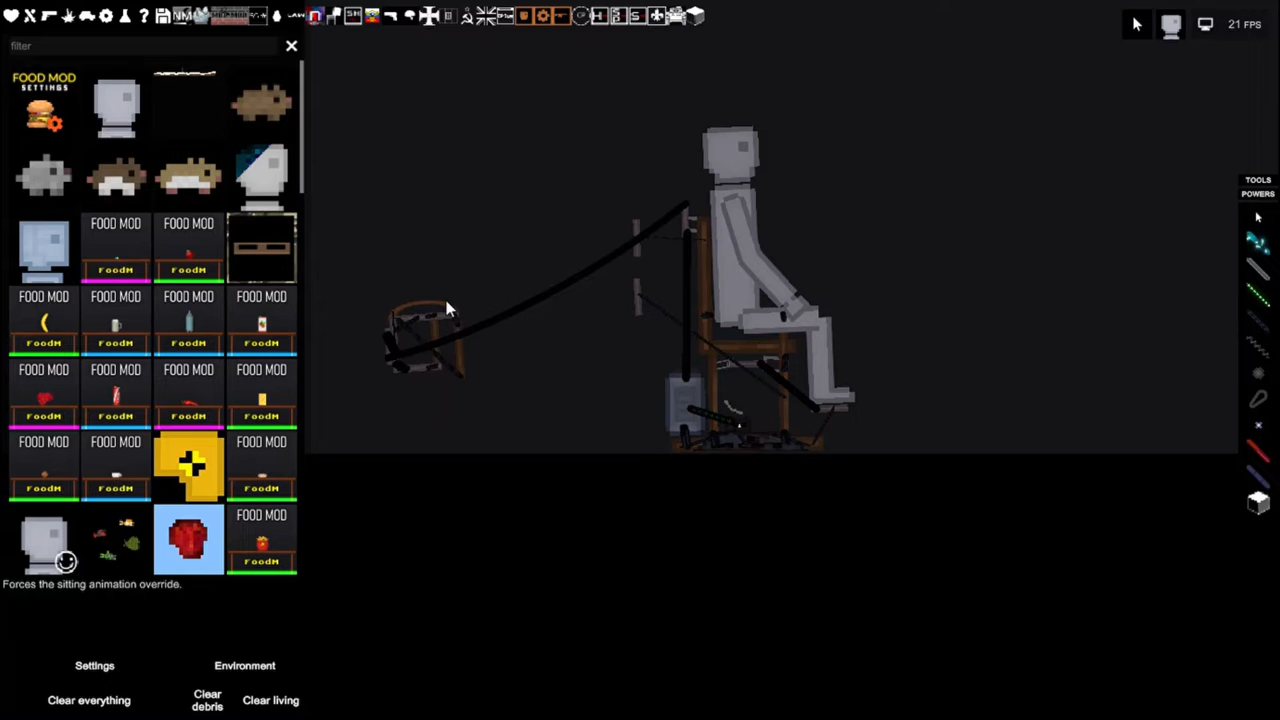 21 FPS
filter
FOOD MOD
SETTINGS
TOOLS
POWERS
FOOD MOD FOOD MOD
FoodM FoodM
FOOD MOD FOOD MOD FOOD MOD FOOD MOD
FoodM FoodM FoodM FoodM
FOOD MOD FOOD MOD FOOD MOD FOOD MOD
FoodM FoodM FoodM FoodM
FOOD MOD FOOD MOD FOOD MOD
FoodM FoodM FoodM
FOOD MOD
FoodM
Forces the sitting animation override.
Settings Environment
Clear everything Clear debris Clear living